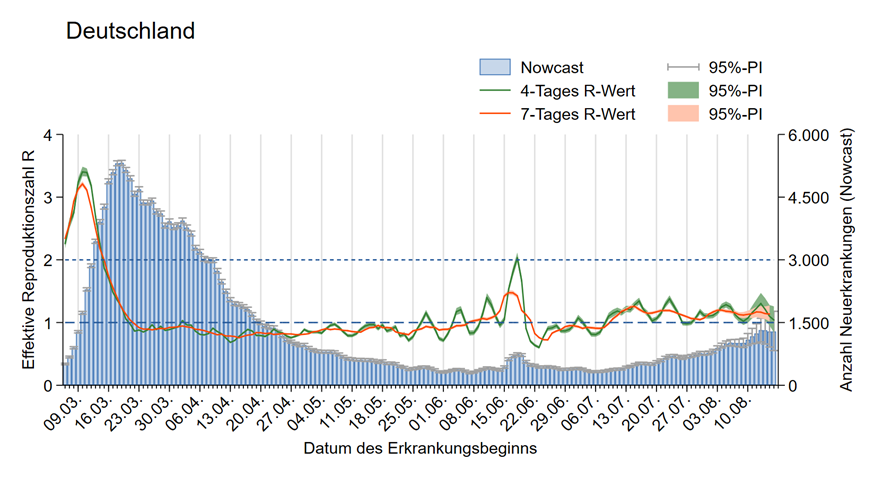 Deutschland
Nowcast 95%-PI
4-Tages R-Wert 95%-PI
7-Tages R-Wert 95%-PI
Effektive Reproduktionszahl R
4
3
2
1
0
6.000
4.500
3.000
1.500
0
Anzahl Neuerkrankungen (Nowcast)
09.03. 16.03. 23.03. 30.03. 06.04. 13.04. 20.04. 27.04. 04.05. 11.05. 18.05. 25.05. 01.06. 08.06. 15.06. 22.06. 29.06. 06.07. 13.07. 20.07. 27.07. 03.08. 10.08.
Datum des Erkrankungsbeginns